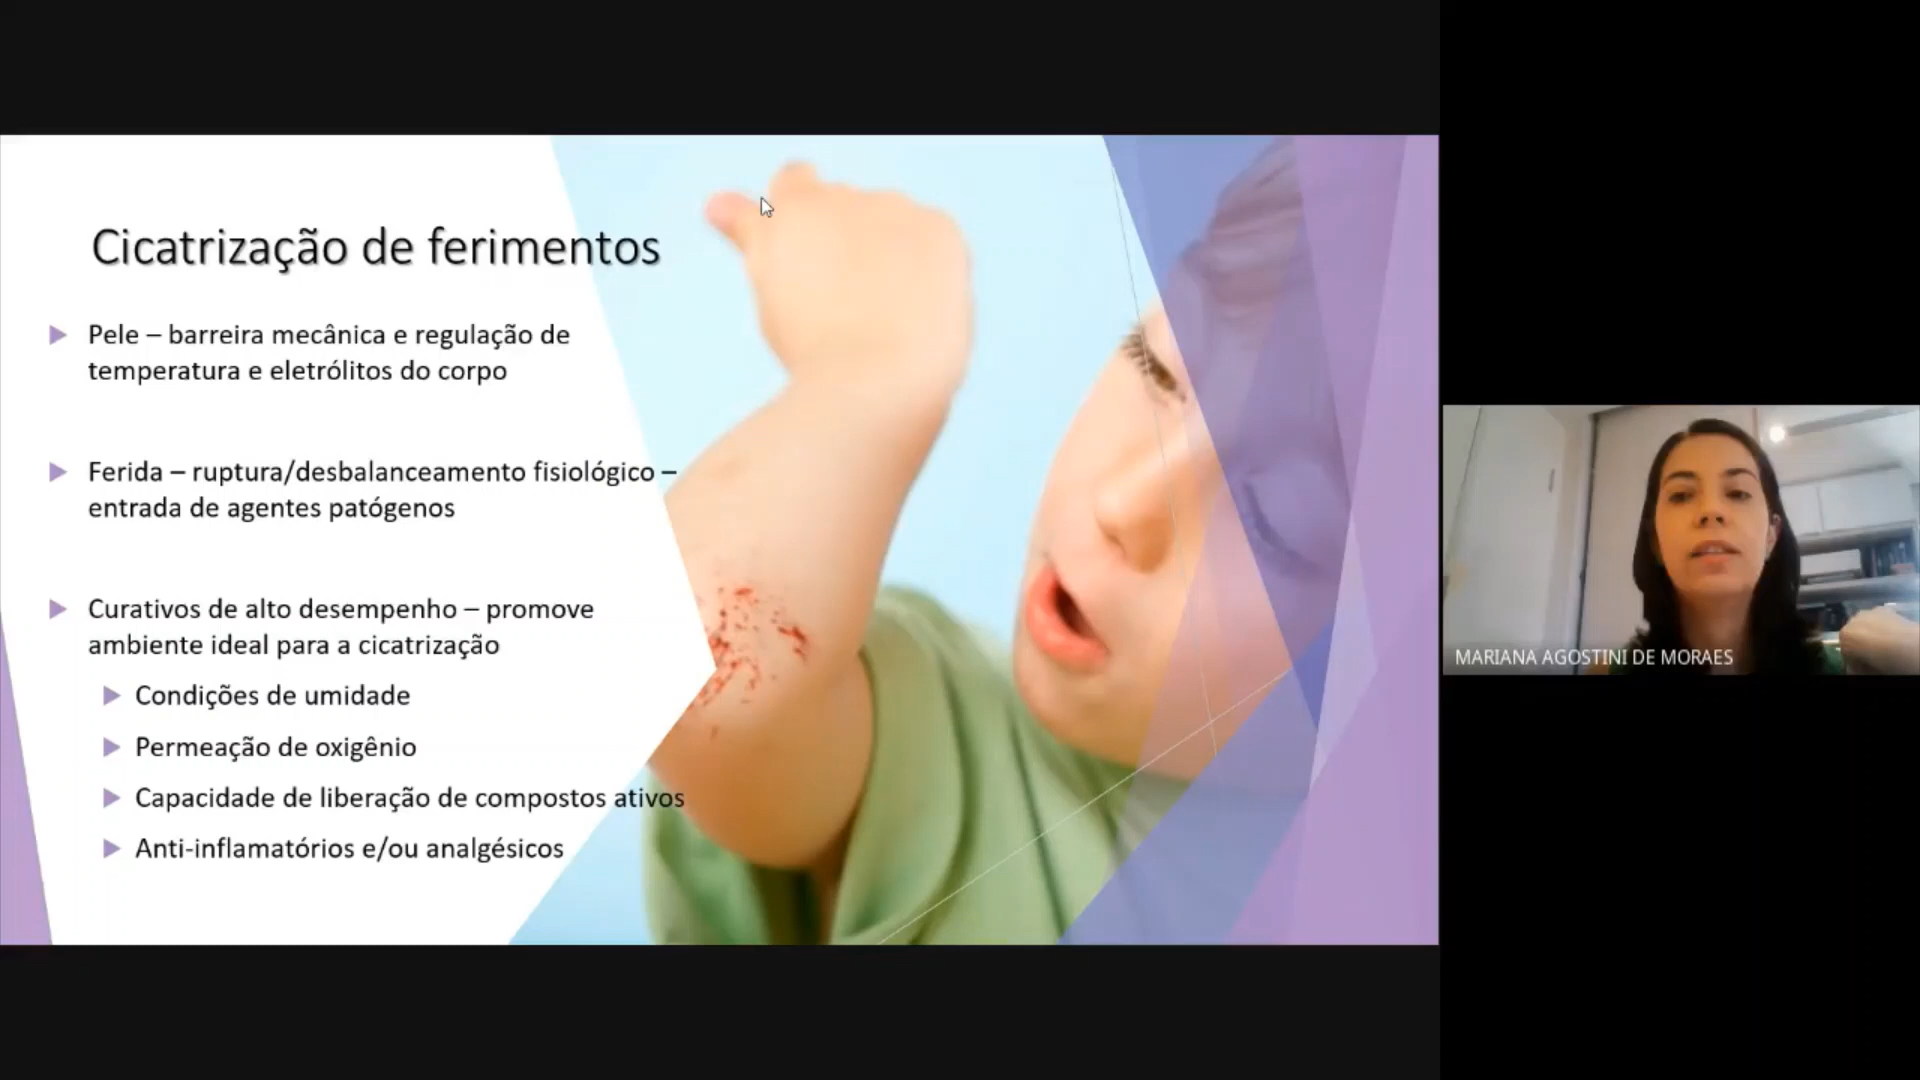 Cicatrização de ferimentos
Pele – barreira mecânica e regulação de
temperatura e eletrólitos do corpo
Ferida – ruptura/desbalanceamento fisiológico –
entrada de agentes patógenos
Curativos de alto desempenho – promove
ambiente ideal para a cicatrização
Condições de umidade
Permeação de oxigênio
Capacidade de liberação de compostos ativos
Anti-inflamatórios e/ou analgésicos
MARIANA AGOSTINI DE MORAES